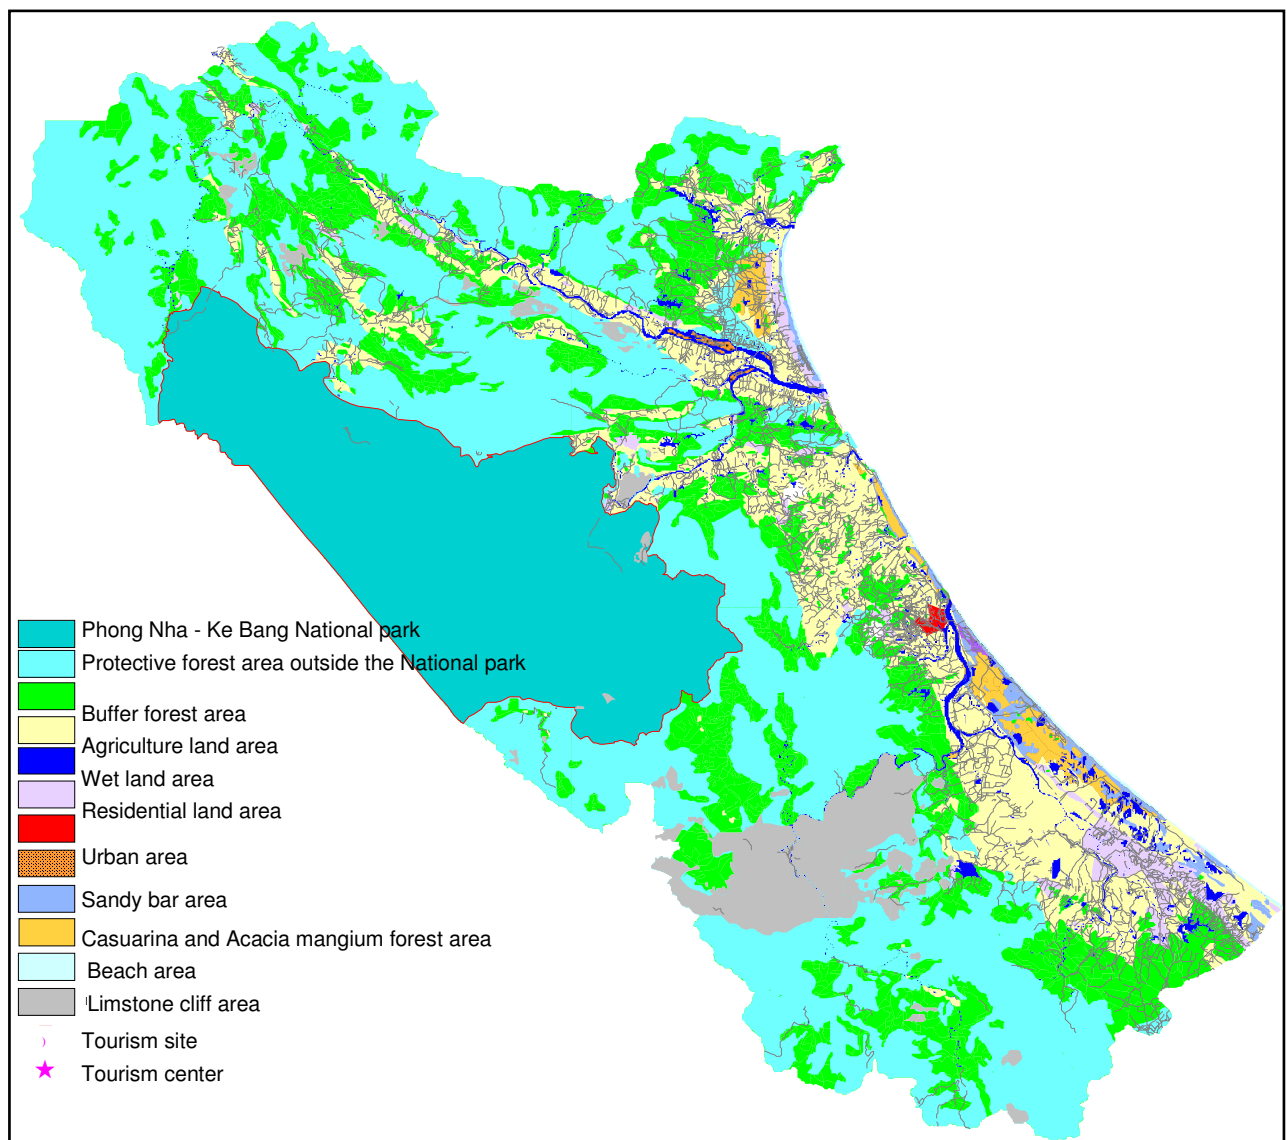 Phong Nha - Ke Bang National park
Protective forest area outside the National park
Buffer forest area
Agriculture land area
Wet land area
Residential land area
Urban area
Sandy bar area
Casuarina and Acacia mangium forest area
Beach area
Limstone cliff area
Tourism site
Tourism center